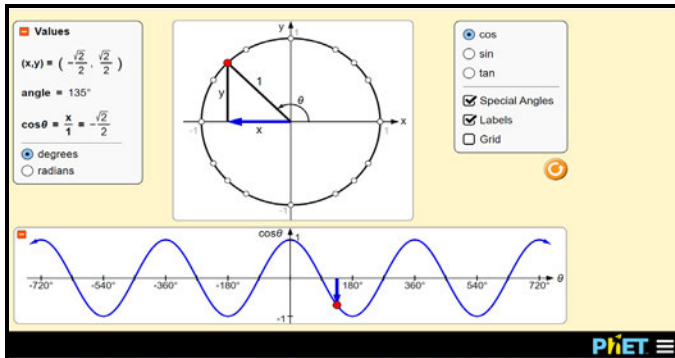 Values
(x,y) = ( -√2/2 , √2/2 )
angle = 135°
cosθ = x/1 = -√2/2
degrees
radians
y
1
1
y
θ
x
x
-1
1
-1
cos
sin
tan
Special Angles
Labels
Grid
cosθ
1
-720°
-540°
-360°
-180°
180°
360°
540°
720°
θ
-1
PhET